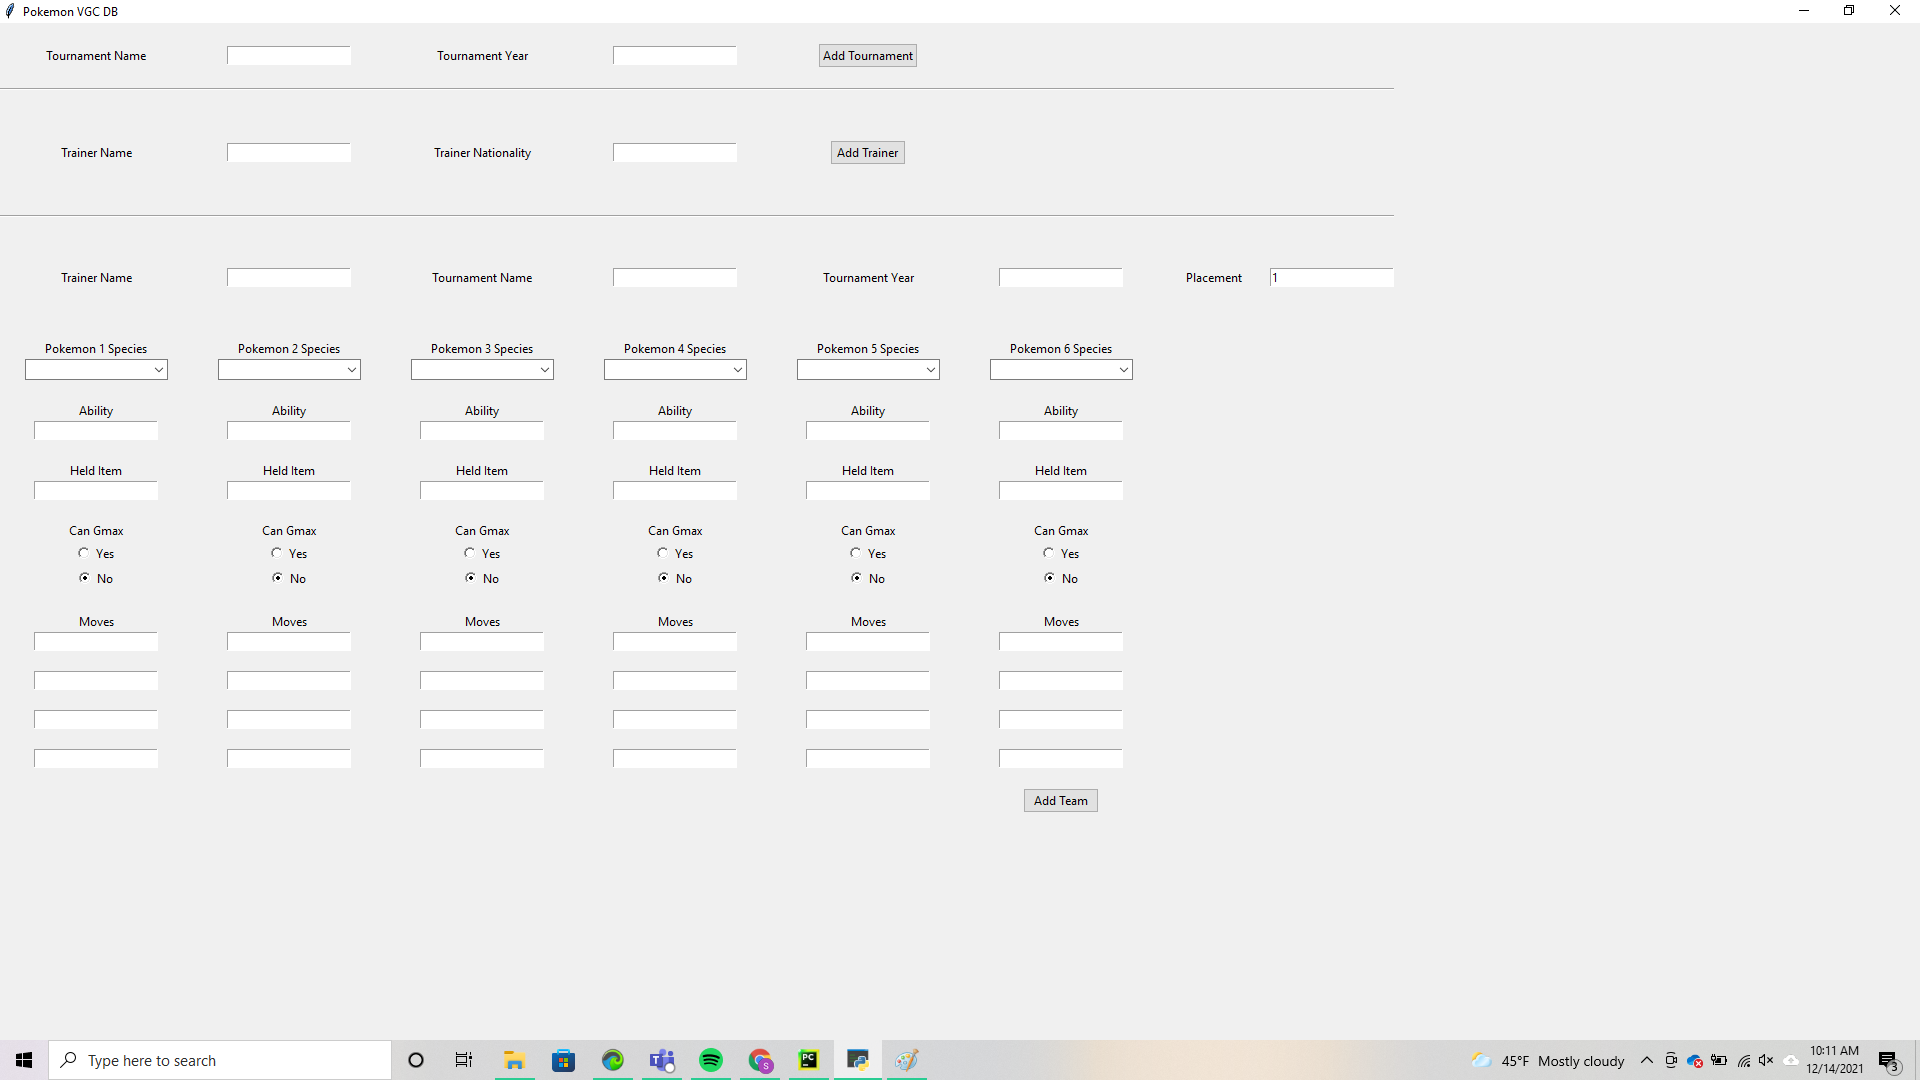 Pokemon VGC DB
Tournament Name Tournament Year Add Tournament
Trainer Name Trainer Nationality Add Trainer
Trainer Name Tournament Name Tournament Year Placement 1
Pokemon 1 Species Pokemon 2 Species Pokemon 3 Species Pokemon 4 Species Pokemon 5 Species Pokemon 6 Species
Ability Ability Ability Ability Ability Ability
Held Item Held Item Held Item Held Item Held Item Held Item
Can Gmax Can Gmax Can Gmax Can Gmax Can Gmax Can Gmax
Yes Yes Yes Yes Yes Yes
No No No No No No
Moves Moves Moves Moves Moves Moves
Add Team
Type here to search T S PC 45°F Mostly cloudy 10:11 AM
12/14/2021 3